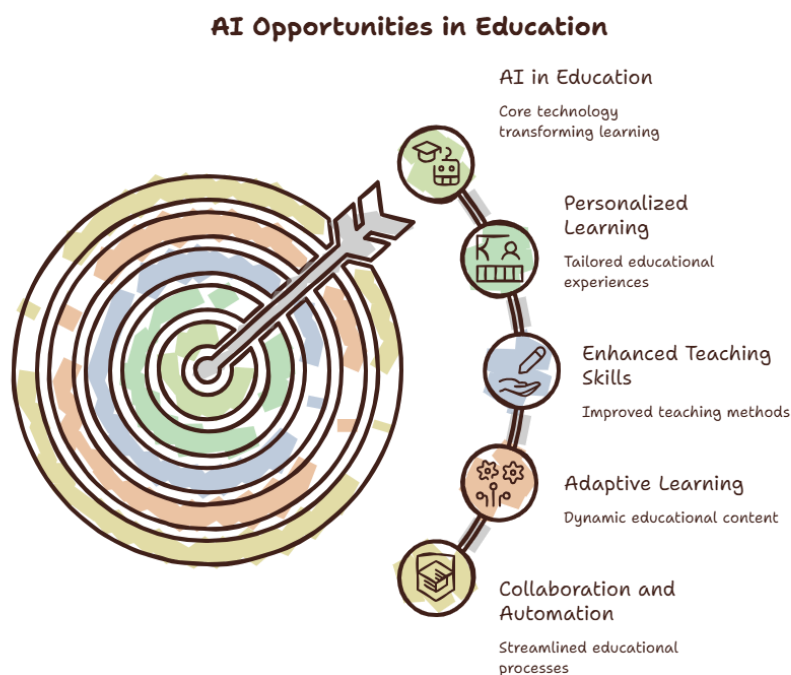 AI Opportunities in Education
AI in Education
Core technology
transforming learning
Personalized
Learning
Tailored educational
experiences
Enhanced Teaching
Skills
Improved teaching methods
Adaptive Learning
Dynamic educational content
Collaboration and
Automation
Streamlined educational
processes